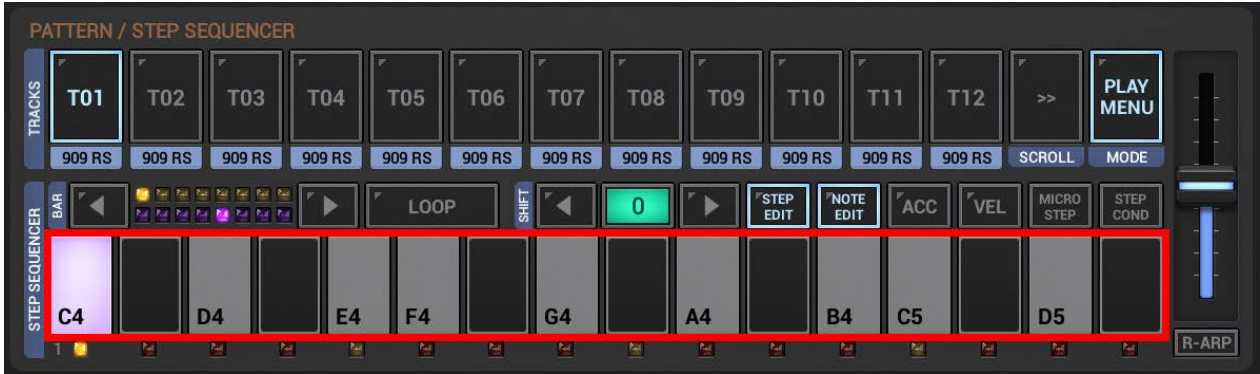 PATTERN / STEP SEQUENCER
TRACKS
T01 T02 T03 T04 T05 T06 T07 T08 T09 T10 T11 T12 >> PLAY MENU
909 RS 909 RS 909 RS 909 RS 909 RS 909 RS 909 RS 909 RS 909 RS 909 RS 909 RS 909 RS SCROLL MODE
STEP SEQUENCER
BAR LOOP SHIFT 0 STEP EDIT NOTE EDIT ACC VEL MICRO STEP STEP COND
C4 D4 E4 F4 G4 A4 B4 C5 D5
1 R-ARP